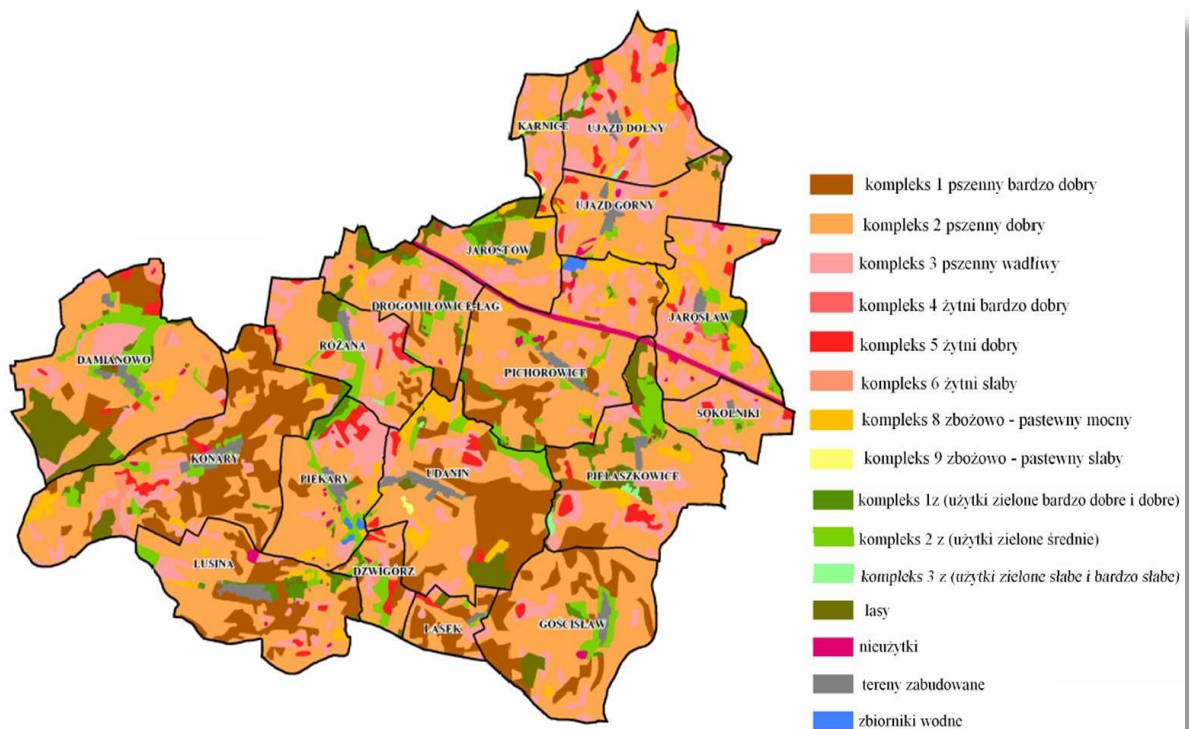 KARNICE
UJAZD DOLNY
UJAZD GÓRNY
JAROSTÓW
DROGOMIŁOWICE-ŁAG
JAROSŁAW
RÓŻANA
DAMIANOWO
PICHOROWICE
SOKOLNIKI
KONARY
PIEKARY
UDANIN
PIELASZKOWICE
LUSINA
DZWIGÓRZ
LASEK
GOŚCISŁAW
kompleks 1 pszenny bardzo dobry
kompleks 2 pszenny dobry
kompleks 3 pszenny wadliwy
kompleks 4 żytni bardzo dobry
kompleks 5 żytni dobry
kompleks 6 żytni słaby
kompleks 8 zbożowo - pastewny mocny
kompleks 9 zbożowo - pastewny słaby
kompleks 1z (użytki zielone bardzo dobre i dobre)
kompleks 2 z (użytki zielone średnie)
kompleks 3 z (użytki zielone słabe i bardzo słabe)
lasy
nieużytki
tereny zabudowane
zbiorniki wodne